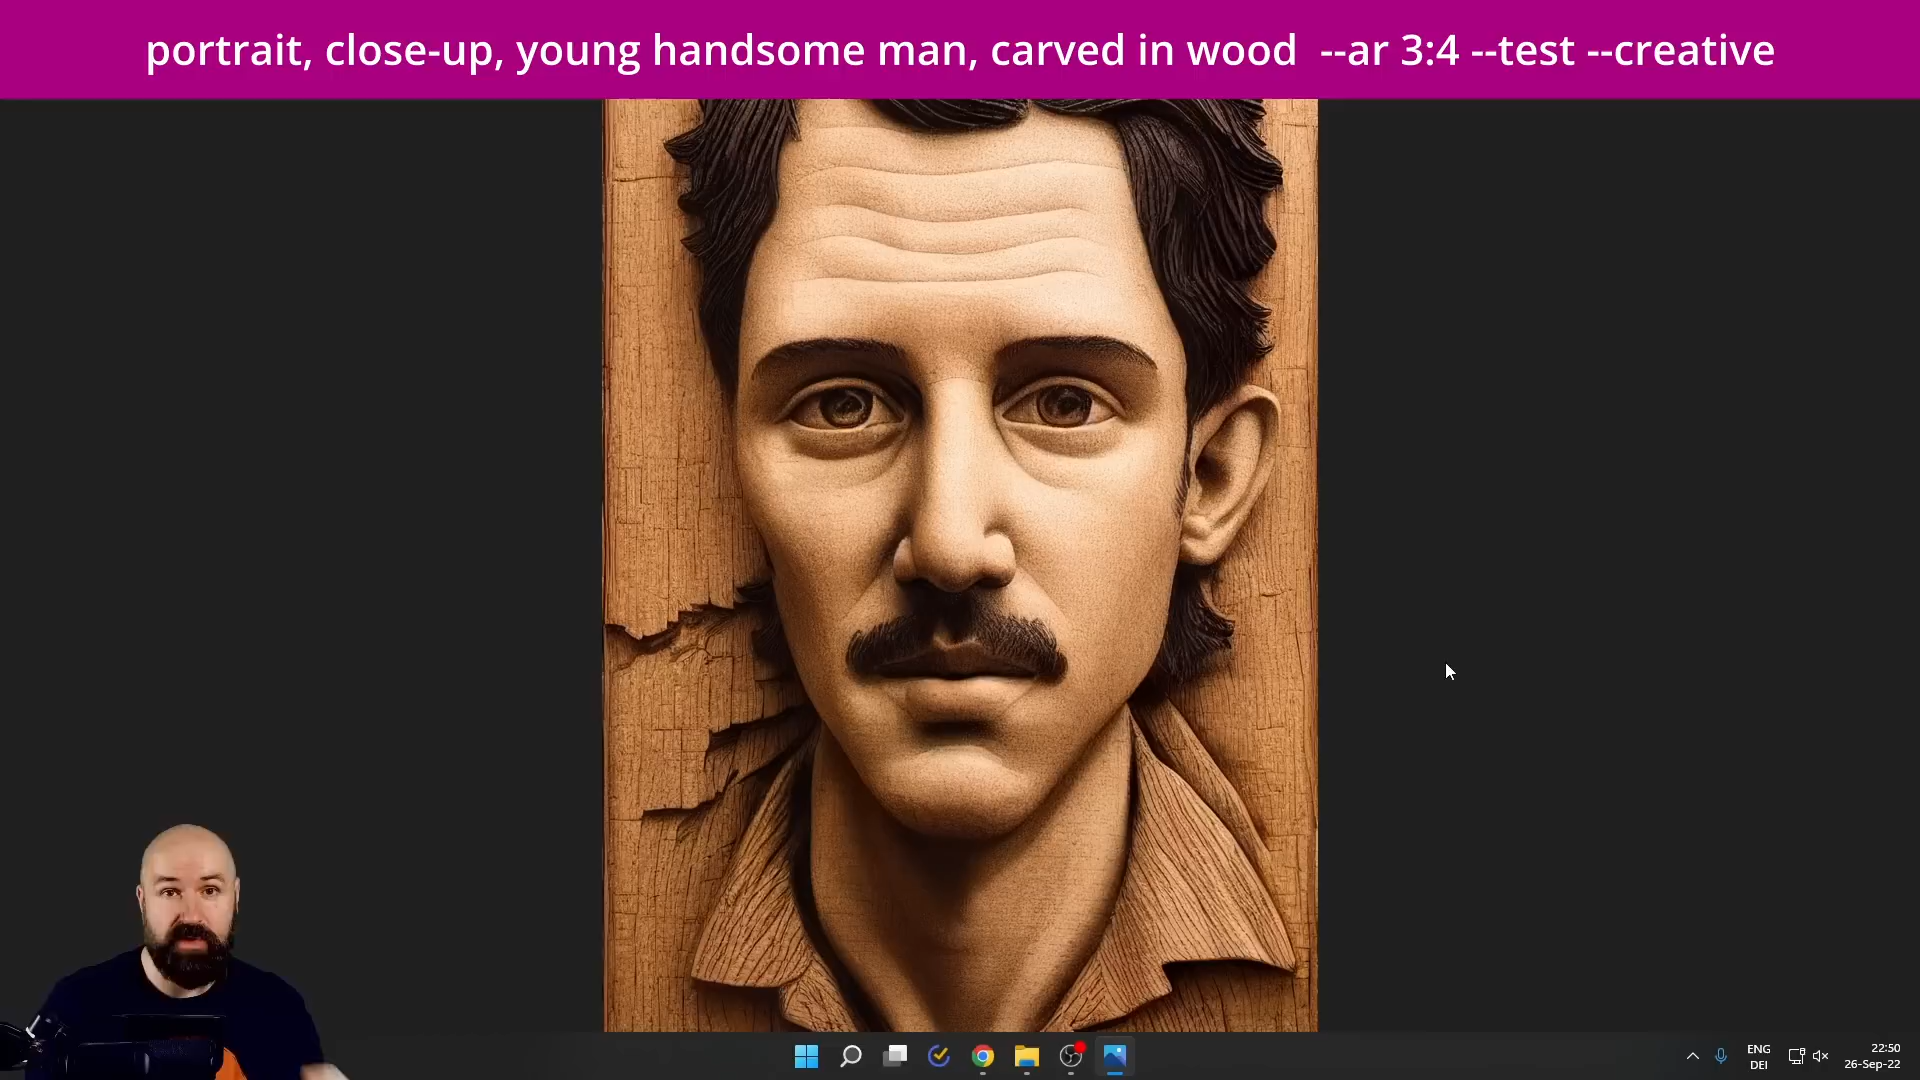 portrait, close-up, young handsome man, carved in wood --ar 3:4 --test --creative
ENG
DEI
22:50
26-Sep-22